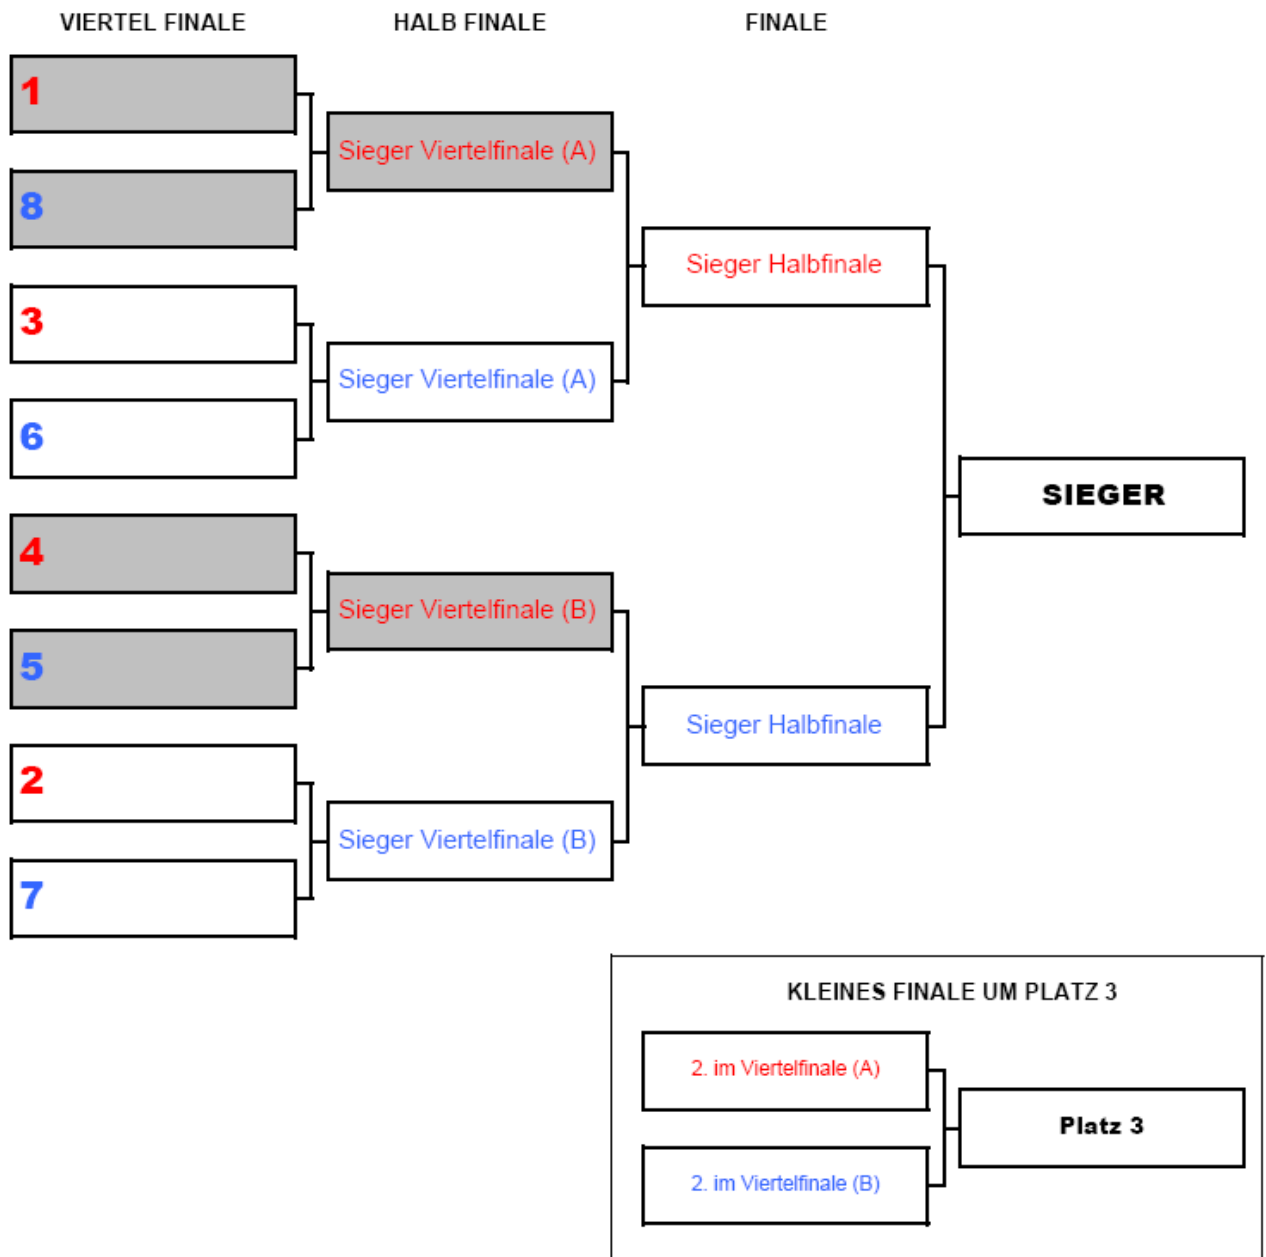 VIERTEL FINALE
HALB FINALE
FINALE
1
8
3
6
4
5
2
7
Sieger Viertelfinale (A)
Sieger Viertelfinale (A)
Sieger Viertelfinale (B)
Sieger Viertelfinale (B)
Sieger Halbfinale
Sieger Halbfinale
SIEGER
KLEINES FINALE UM PLATZ 3
2. im Viertelfinale (A)
2. im Viertelfinale (B)
Platz 3